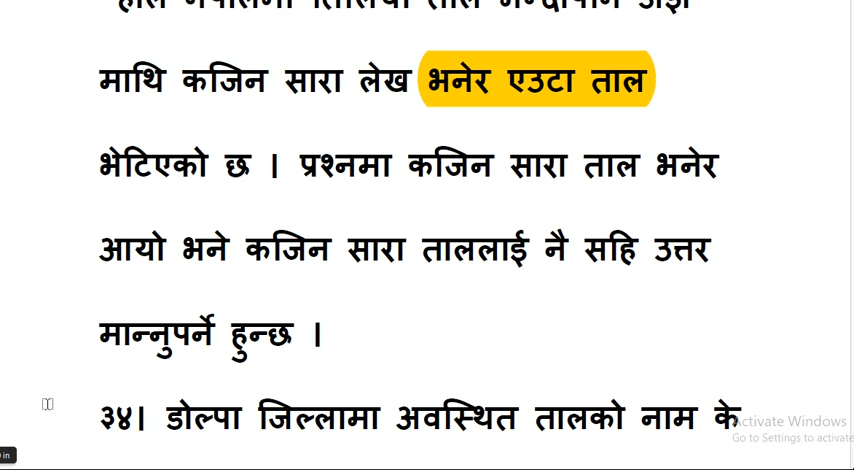 माथि कजिन सारा लेख भनेर एउटा ताल
भेटिएको छ । प्रश्नमा कजिन सारा ताल भनेर
आयो भने कजिन सारा ताललाई नै सहि उत्तर
मान्नुपर्ने हुन्छ ।
३४। डोल्पा जिल्लामा अवस्थित तालको नाम के
Activate Windows
Go to Settings to activate
in